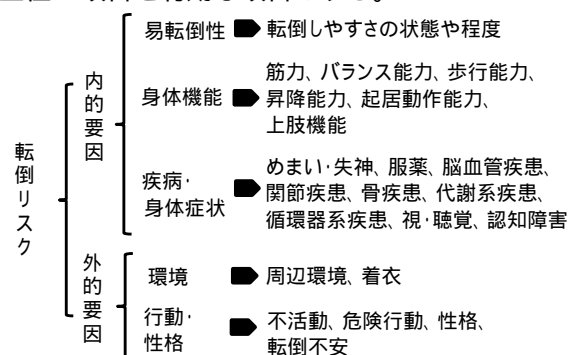 易転倒性 転倒しやすさの状態や程度
内的要因
身体機能
筋力、バランス能力、歩行能力、
昇降能力、起居動作能力、
上肢機能
転倒リスク
疾病・
身体症状
めまい・失神、服薬、脳血管疾患、
関節疾患、骨疾患、代謝系疾患、
循環器系疾患、視・聴覚、認知障害
外的要因
環境 周辺環境、着衣
行動・
性格
不活動、危険行動、性格、
転倒不安